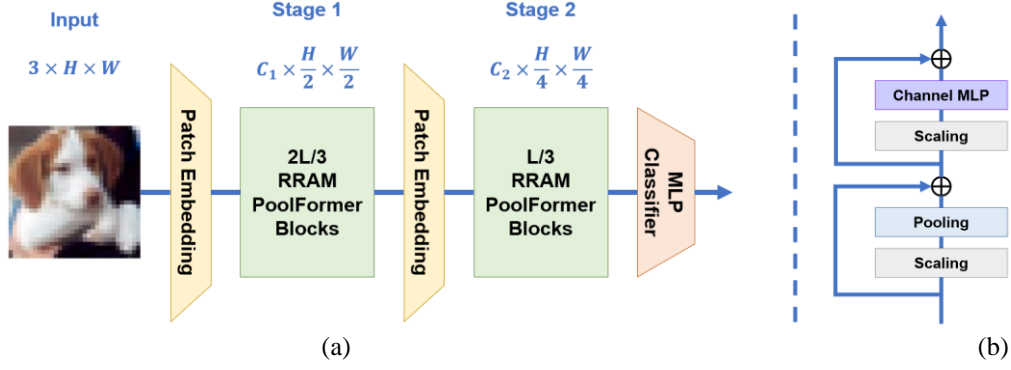 Input
Stage 1
Stage 2
3 × H × W
C₁ × H/2 × W/2
C₂ × H/4 × W/4
Patch Embedding
2L/3
RRAM
PoolFormer
Blocks
Patch Embedding
L/3
RRAM
PoolFormer
Blocks
MLP
Classifier
(a)
Channel MLP
Scaling
Pooling
Scaling
(b)